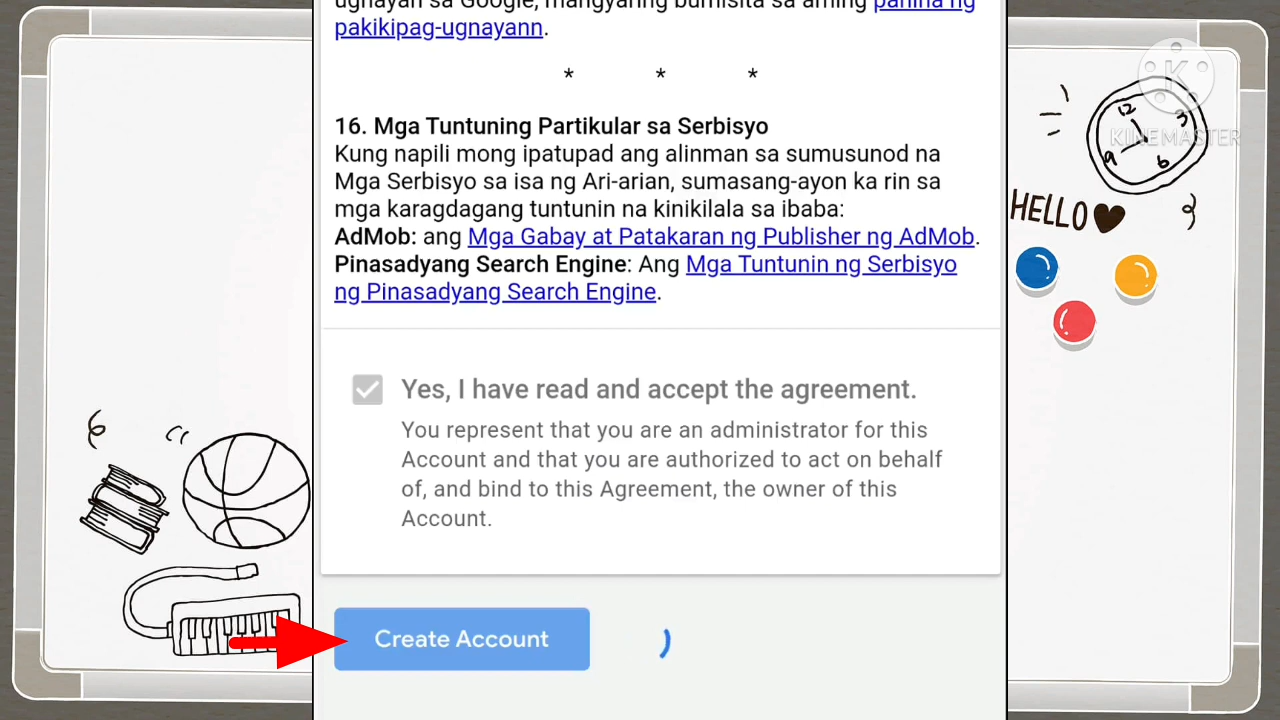 ugnayan sa Google, mangyaring bumisita sa aming pahina ng
pakikipag-ugnayann.
* * *
16. Mga Tuntuning Partikular sa Serbisyo
Kung napili mong ipatupad ang alinman sa sumusunod na
Mga Serbisyo sa isa ng Ari-arian, sumasang-ayon ka rin sa
mga karagdagang tuntunin na kinikilala sa ibaba:
AdMob: ang Mga Gabay at Patakaran ng Publisher ng AdMob.
Pinasadyang Search Engine: Ang Mga Tuntunin ng Serbisyo
ng Pinasadyang Search Engine.
Yes, I have read and accept the agreement.
You represent that you are an administrator for this
Account and that you are authorized to act on behalf
of, and bind to this Agreement, the owner of this
Account.
Create Account
K
KINEMASTER
12
3
9
6
HELLO